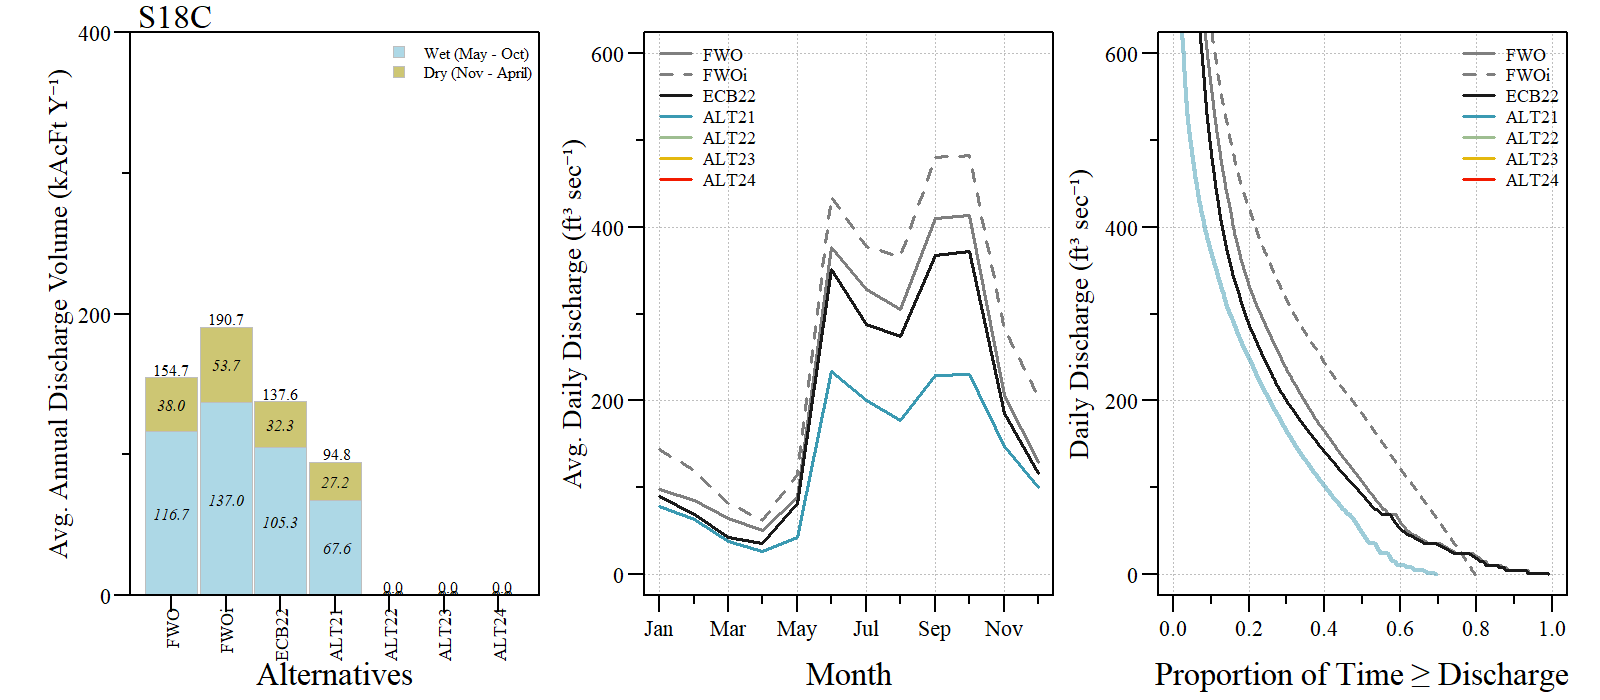 S18C
Avg. Annual Discharge Volume (kAcFt Y⁻¹)
400
200
0
Wet (May - Oct)
Dry (Nov - April)
154.7
38.0
116.7
190.7
53.7
137.0
137.6
32.3
105.3
94.8
27.2
67.6
0.0
0.0
0.0
FWO
FWOi
ECB22
ALT21
ALT22
ALT23
ALT24
Alternatives
Avg. Daily Discharge (ft³ sec⁻¹)
600
400
200
0
FWO
FWOi
ECB22
ALT21
ALT22
ALT23
ALT24
Jan Mar May Jul Sep Nov
Month
Daily Discharge (ft³ sec⁻¹)
600
400
200
0
FWO
FWOi
ECB22
ALT21
ALT22
ALT23
ALT24
0.0 0.2 0.4 0.6 0.8 1.0
Proportion of Time ≥ Discharge